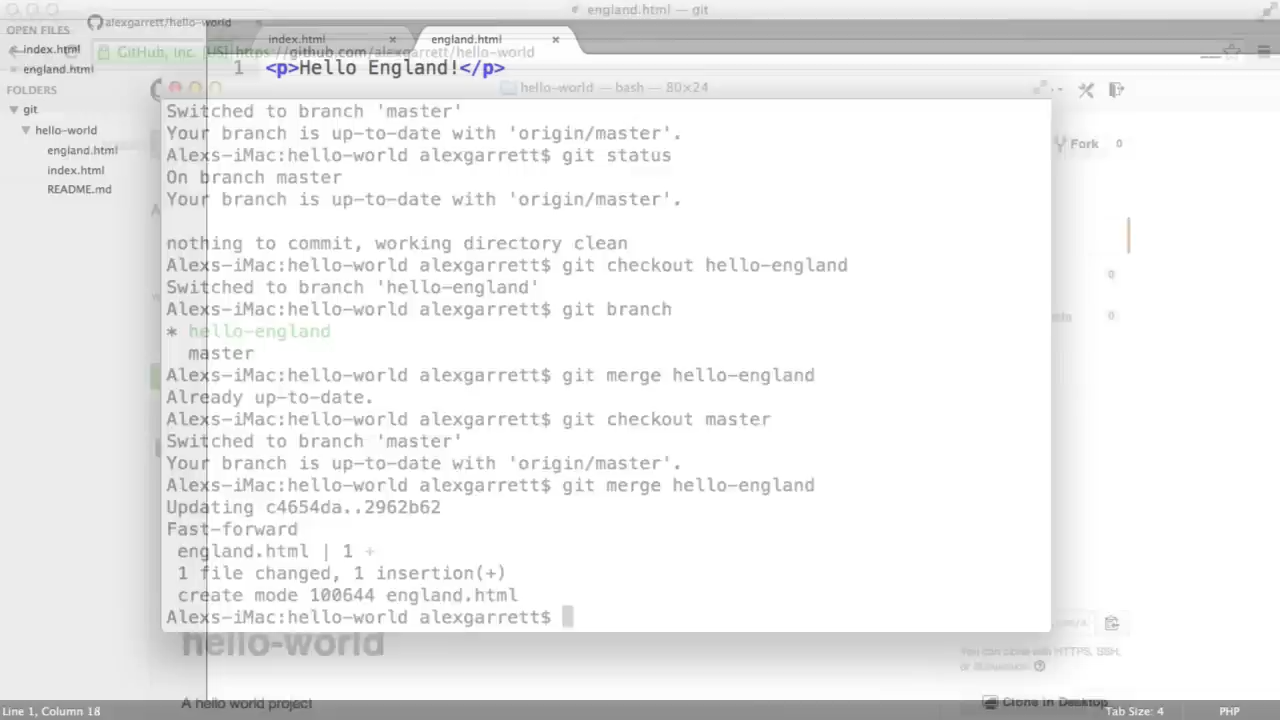 england.html — git
OPEN FILES
alexgarrett/hello-world
index.html
index.html
england.html
GitHub, Inc. [US] https://github.com/alexgarrett/hello-world
england.html
1 <p>Hello England!</p>
FOLDERS
git
hello-world
england.html
index.html
README.md
hello-world — bash — 80×24
Fork 0
0
0
Switched to branch 'master'
Your branch is up-to-date with 'origin/master'.
Alexs-iMac:hello-world alexgarrett$ git status
On branch master
Your branch is up-to-date with 'origin/master'.
nothing to commit, working directory clean
Alexs-iMac:hello-world alexgarrett$ git checkout hello-england
Switched to branch 'hello-england'
Alexs-iMac:hello-world alexgarrett$ git branch
* hello-england
master
Alexs-iMac:hello-world alexgarrett$ git merge hello-england
Already up-to-date.
Alexs-iMac:hello-world alexgarrett$ git checkout master
Switched to branch 'master'
Your branch is up-to-date with 'origin/master'.
Alexs-iMac:hello-world alexgarrett$ git merge hello-england
Updating c4654da..2962b62
Fast-forward
england.html | 1 +
1 file changed, 1 insertion(+)
create mode 100644 england.html
Alexs-iMac:hello-world alexgarrett$
hello-world
You can clone with HTTPS, SSH,
A hello world project
Clone in Desktop
Line 1, Column 18
Tab Size: 4
PHP